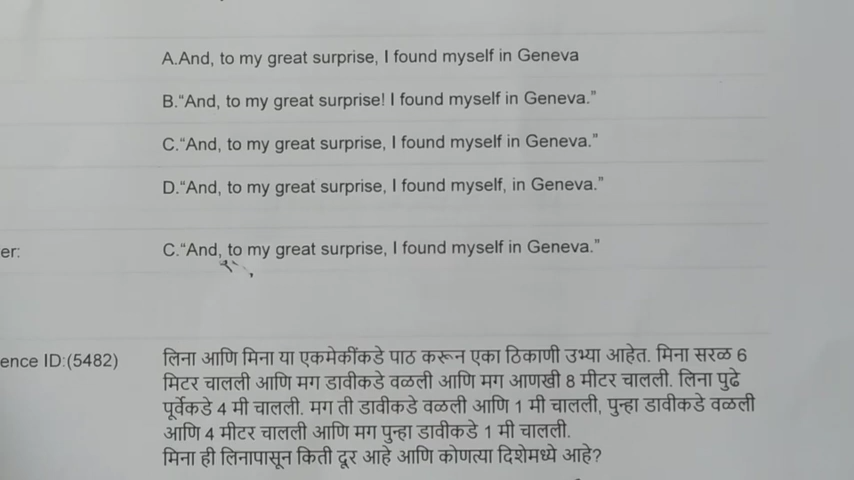 A.And, to my great surprise, I found myself in Geneva
B.“And, to my great surprise! I found myself in Geneva.”
C.“And, to my great surprise, I found myself in Geneva.”
D.“And, to my great surprise, I found myself, in Geneva.”
er: C.“And, to my great surprise, I found myself in Geneva.”
ence ID:(5482) लिना आणि मिना या एकमेकींकडे पाठ करून एका ठिकाणी उभ्या आहेत. मिना सरळ 6
मिटर चालली आणि मग डावीकडे वळली आणि मग आणखी 8 मीटर चालली. लिना पुढे
पूर्वेकडे 4 मी चालली. मग ती डावीकडे वळली आणि 1 मी चालली, पुन्हा डावीकडे वळली
आणि 4 मीटर चालली आणि मग पुन्हा डावीकडे 1 मी चालली.
मिना ही लिनापासून किती दूर आहे आणि कोणत्या दिशेमध्ये आहे?